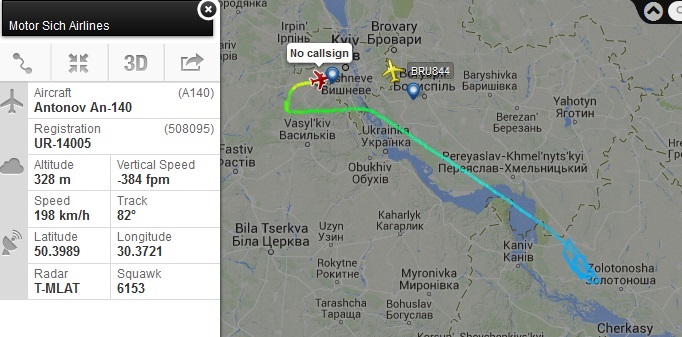 Motor Sich Airlines
3D
Aircraft (A140)
Antonov An-140
Registration (508095)
UR-14005
Altitude Vertical Speed
328 m -384 fpm
Speed Track
198 km/h 82°
Latitude Longitude
50.3989 30.3721
Radar Squawk
T-MLAT 6153
Irpin'
Ірпінь
Brovary
Бровари
Kyiv
No callsign
BRU844
Вишневе
Бориспіль
Baryshivka
Баришівка
Yahotyn
Яготин
Berezan'
Березань
Vasyl'kiv
Васильків
Fastiv
Фастів
Ukrainka
Українка
Obukhiv
Обухів
Pereyaslav-Khmel'nyts'kyi
Переяслав-Хмельницький
Bila Tserkva
Біла Церква
Uzyn
Узин
Kaharlyk
Кагарлик
Kaniv
Канів
Zolotonosha
Золотоноша
Rokytne
Рокитне
Myronivka
Миронівка
Tarashcha
Тараща
Bohuslav
Богуслав
Cherkasy